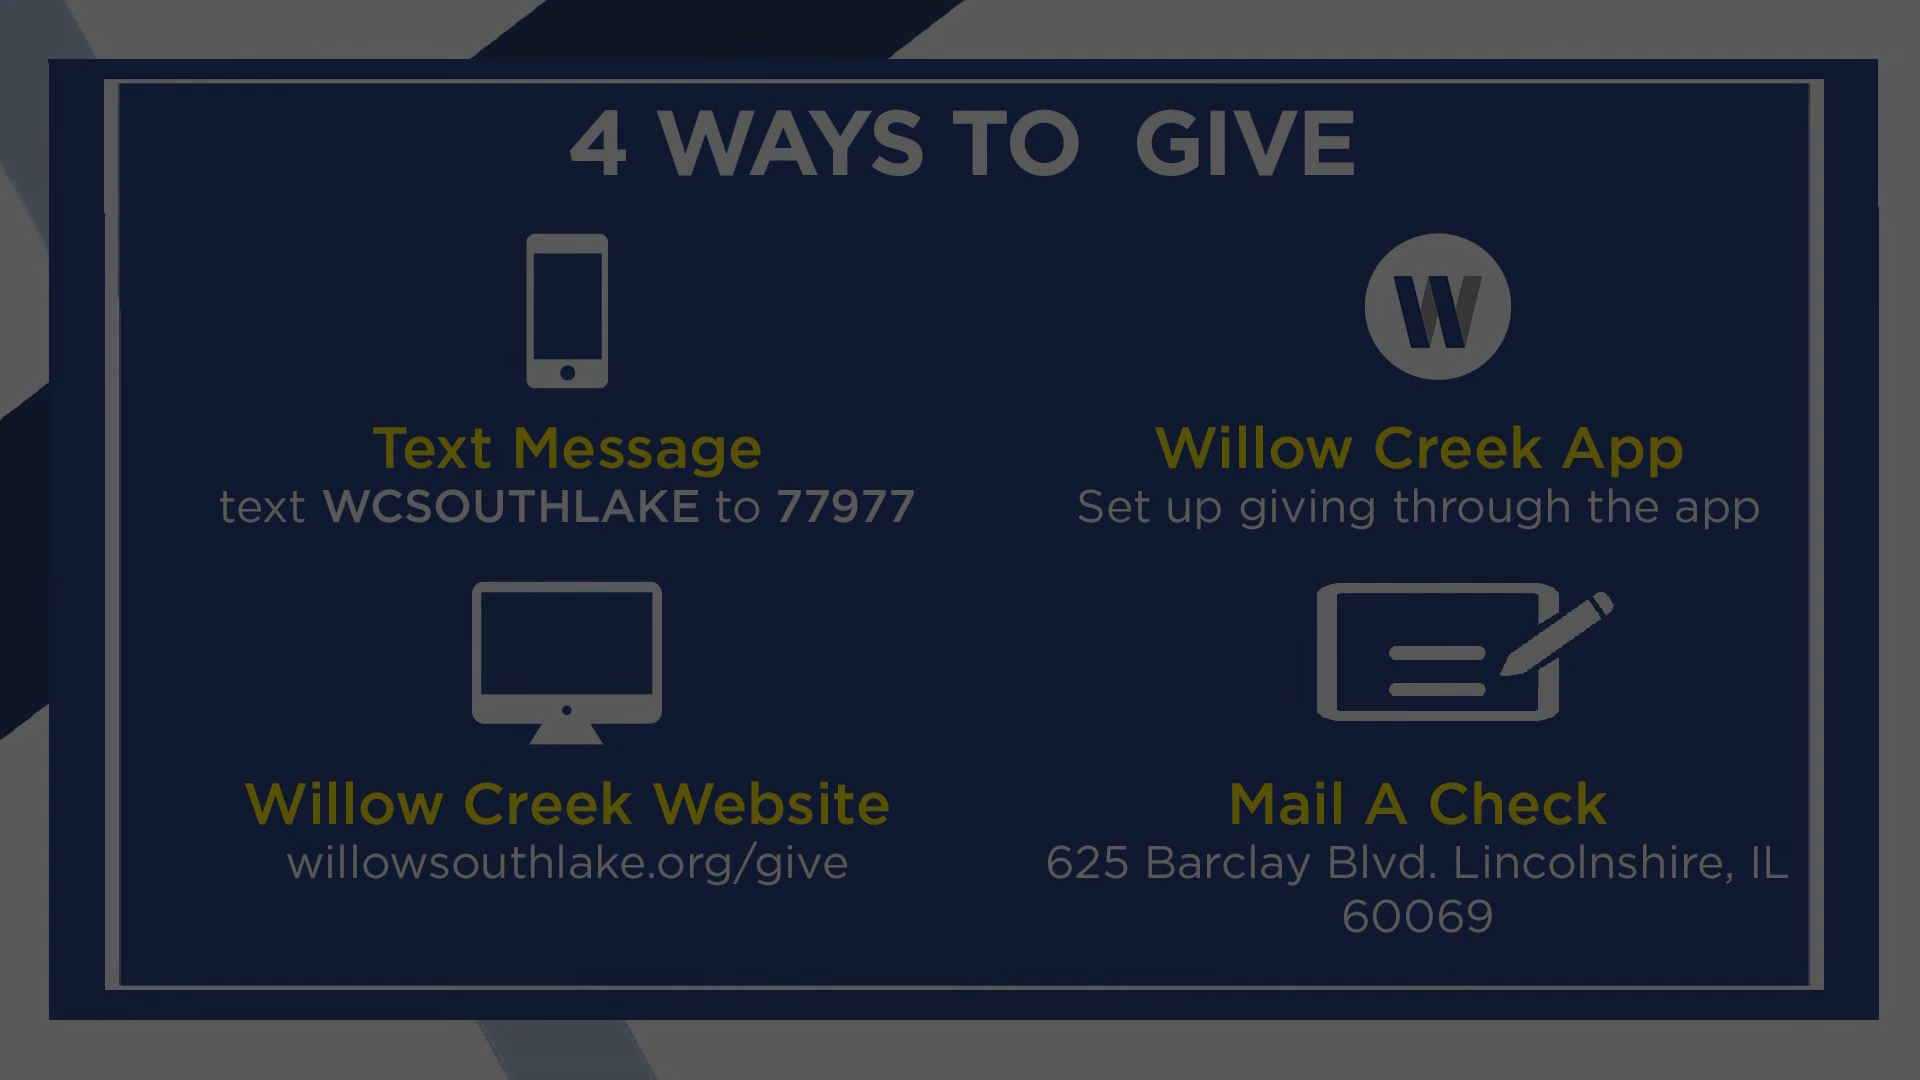 4 WAYS TO GIVE
W
Text Message
text WCSOUTHLAKE to 77977
Willow Creek App
Set up giving through the app
Willow Creek Website
willowsouthlake.org/give
Mail A Check
625 Barclay Blvd. Lincolnshire, IL
60069